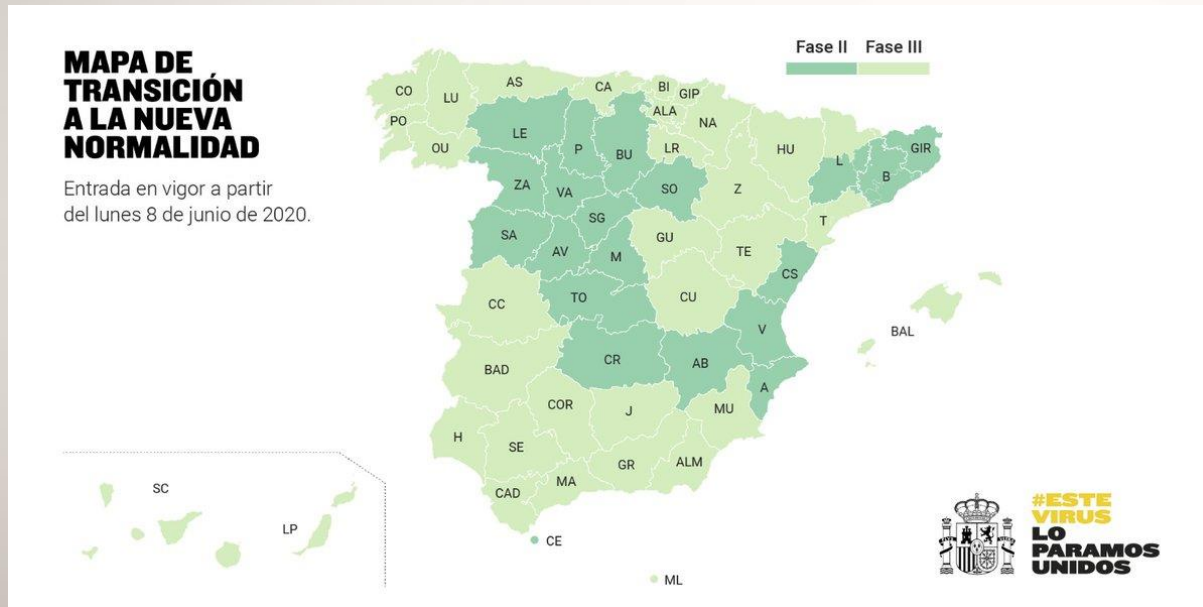 MAPA DE
TRANSICIÓN
A LA NUEVA
NORMALIDAD
Entrada en vigor a partir
del lunes 8 de junio de 2020.
Fase II Fase III
CO
LU
AS
CA
BI
GIP
PO
OU
ALA
NA
LE
P
BU
LR
HU
L
GIR
B
ZA
VA
SO
Z
SG
T
SA
AV
M
GU
TE
CS
CC
TO
CU
V
BAL
CR
AB
BAD
A
COR
J
MU
H
SE
GR
ALM
CAD
MA
SC
LP
CE
ML
#ESTE
VIRUS
LO
PARAMOS
UNIDOS